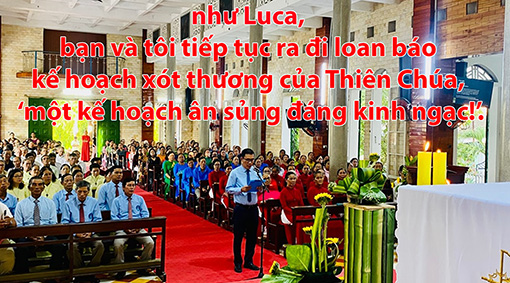 như Luca,
bạn và tôi tiếp tục ra đi loan báo
kế hoạch xót thương của Thiên Chúa,
‘một kế hoạch ân sủng đáng kinh ngạc!’.